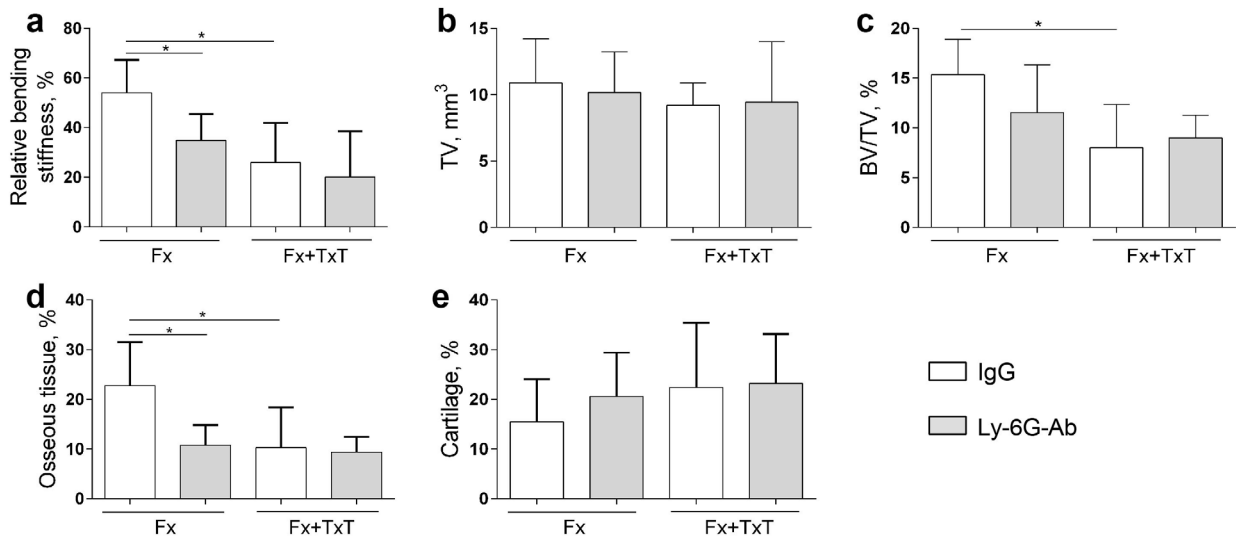 a
Relative bending
stiffness, %
80
60
40
20
0
*
*
Fx
Fx+TxT
b
TV, mm³
15
10
5
0
Fx
Fx+TxT
c
BV/TV, %
20
15
10
5
0
*
Fx
Fx+TxT
d
Osseous tissue, %
40
30
20
10
0
*
*
Fx
Fx+TxT
e
Cartilage, %
40
30
20
10
0
Fx
Fx+TxT
IgG
Ly-6G-Ab